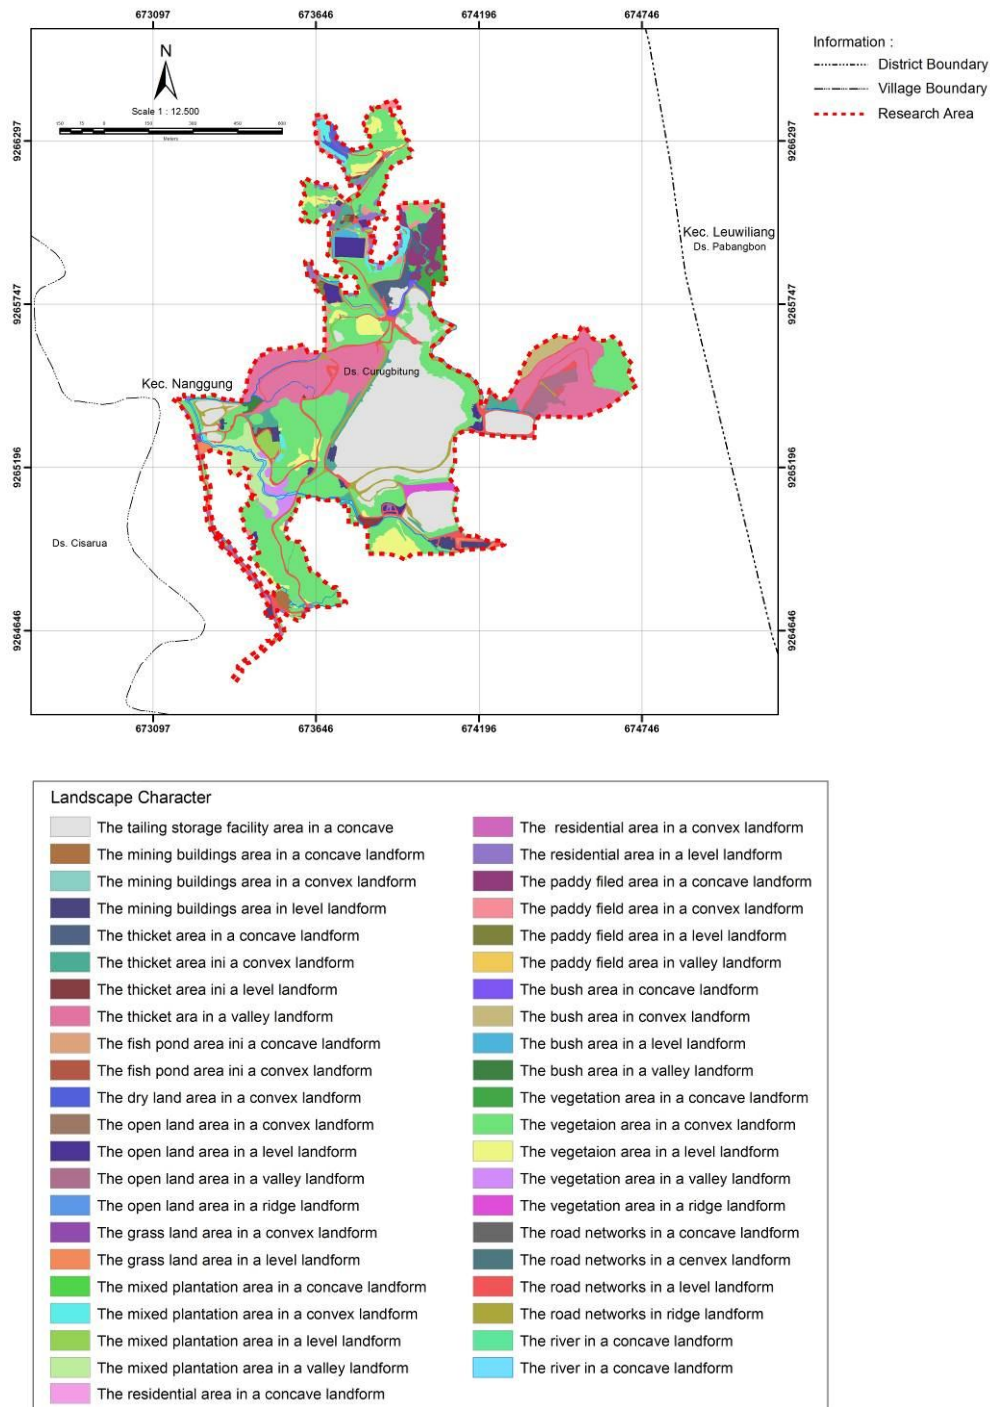 673097 673646 674196 674746
Information :
District Boundary
Village Boundary
Research Area
N
Scale 1 : 12.500
150 75 0 150 300 450 600
Meters
9266297 9266297
Kec. Leuwiliang
Ds. Pabangbon
9265747 9265747
Ds. Curugbitung
Kec. Nanggung
9265196 9265196
Ds. Cisarua
9264646 9264646
673097 673646 674196 674746
Landscape Character
The tailing storage facility area in a concave
The mining buildings area in a concave landform
The mining buildings area in a convex landform
The mining buildings area in level landform
The thicket area in a concave landform
The thicket area ini a convex landform
The thicket area ini a level landform
The thicket ara in a valley landform
The fish pond area ini a concave landform
The fish pond area ini a convex landform
The dry land area in a convex landform
The open land area in a convex landform
The open land area in a level landform
The open land area in a valley landform
The open land area in a ridge landform
The grass land area in a convex landform
The grass land area in a level landform
The mixed plantation area in a concave landform
The mixed plantation area in a convex landform
The mixed plantation area in a level landform
The mixed plantation area in a valley landform
The residential area in a concave landform
The residential area in a convex landform
The residential area in a level landform
The paddy filed area in a concave landform
The paddy field area in a convex landform
The paddy field area in a level landform
The paddy field area in valley landform
The bush area in concave landform
The bush area in convex landform
The bush area in a level landform
The bush area in a valley landform
The vegetation area in a concave landform
The vegetaion area in a convex landform
The vegetaion area in a level landform
The vegetation area in a valley landform
The vegetation area in a ridge landform
The road networks in a concave landform
The road networks in a cenvex landform
The road networks in a level landform
The road networks in ridge landform
The river in a concave landform
The river in a concave landform